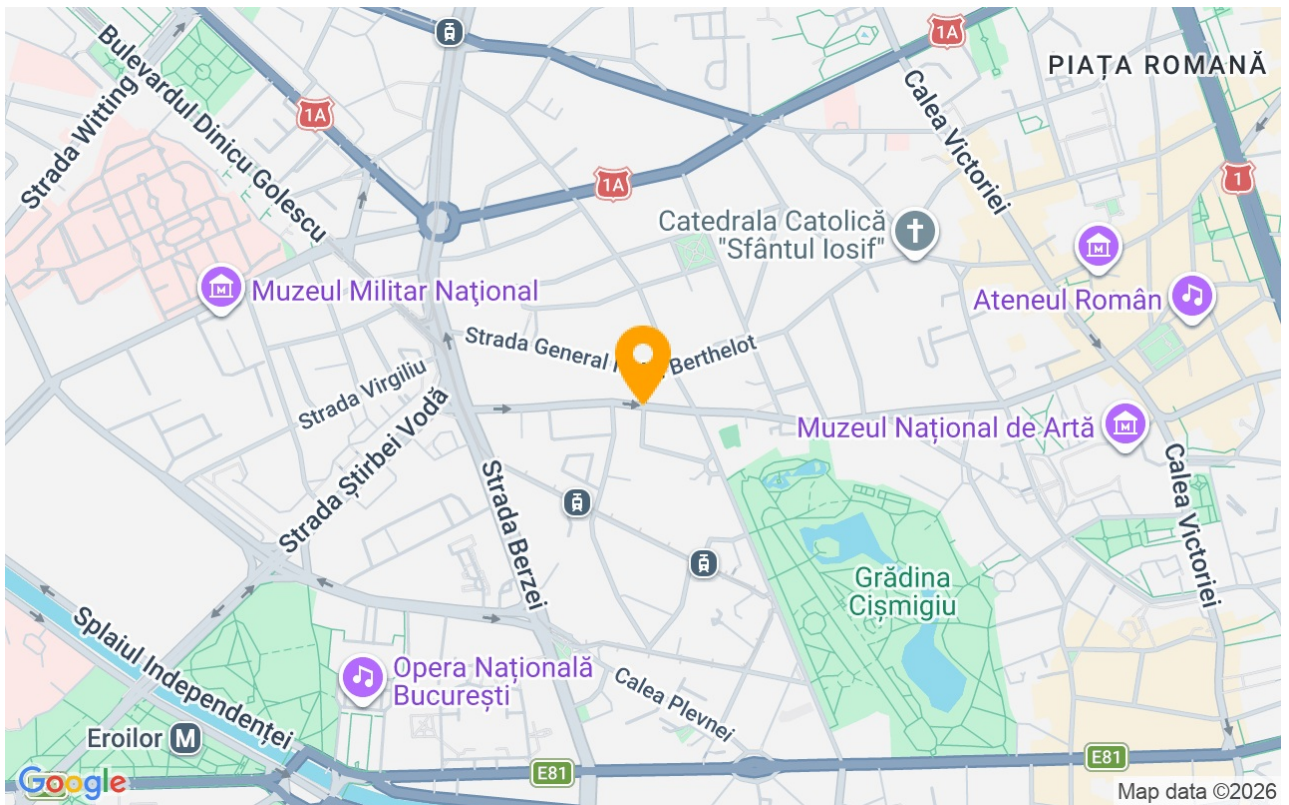 Bulevardul Dinicu Golescu
Strada Witting
1A
1A
1A
Calea Victoriei
PIAȚA ROMANĂ
1
Catedrala Catolică
"Sfântul Iosif"
M
Ateneul Român
M
Muzeul Militar Naţional
Strada General
Berthelot
Strada Virgiliu
Strada Știrbei Vodă
Muzeul Național de Artă
M
Calea Victoriei
Strada Berzei
Grădina
Cișmigiu
Splaiul Independenței
Opera Națională
București
Calea Plevnei
Eroilor M
E81
E81
Google
Map data ©2026